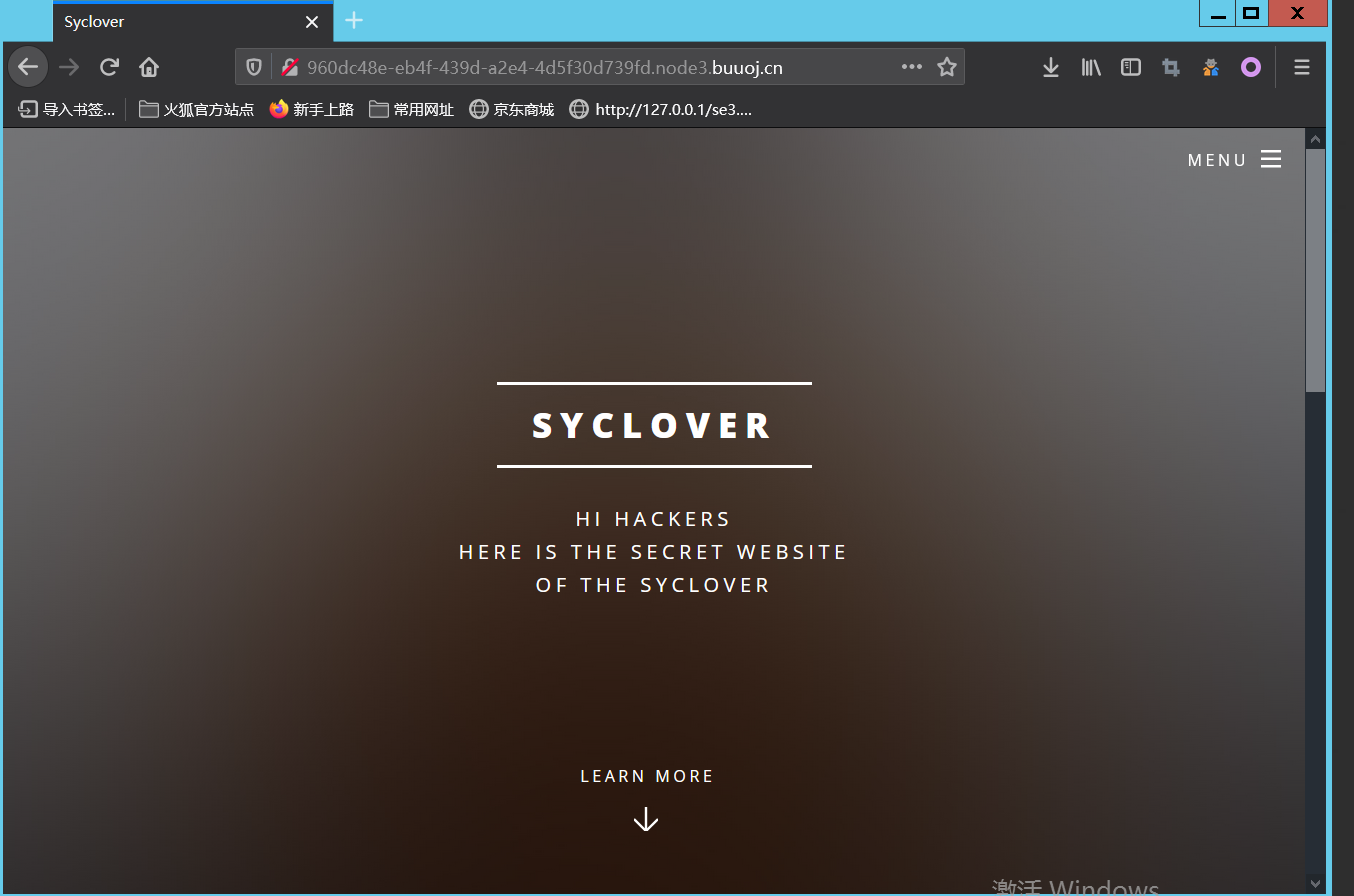 Syclover
960dc48e-eb4f-439d-a2e4-4d5f30d739fd.node3.buuoj.cn
导入书签... 火狐官方站点 新手上路 常用网址 京东商城 http://127.0.0.1/se3....
MENU
SYCLOVER
HI HACKERS
HERE IS THE SECRET WEBSITE
OF THE SYCLOVER
LEARN MORE
激活 Windows